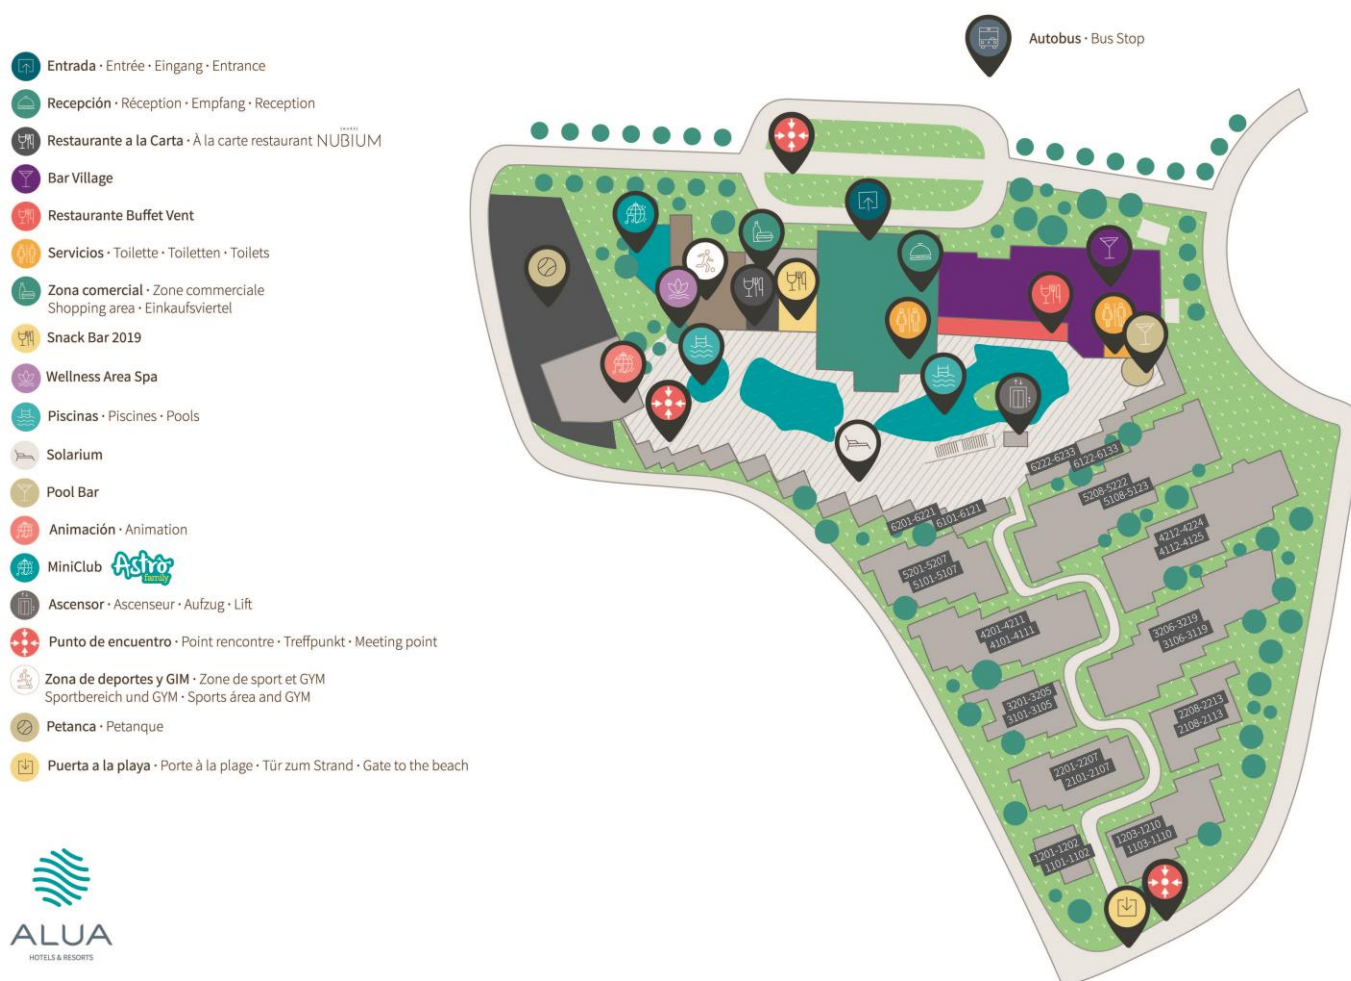 Autobus · Bus Stop
Entrada · Entrée · Eingang · Entrance
Recepción · Réception · Empfang · Reception
Restaurante a la Carta · À la carte restaurant NUBIUM
Bar Village
Restaurante Buffet Vent
Servicios · Toilette · Toiletten · Toilets
Zona comercial · Zone commerciale
Shopping area · Einkaufsviertel
Snack Bar 2019
Wellness Area Spa
Piscinas · Piscines · Pools
Solarium
Pool Bar
Animación · Animation
MiniClub Astro family
Ascensor · Ascenseur · Aufzug · Lift
Punto de encuentro · Point rencontre · Treffpunkt · Meeting point
Zona de deportes y GIM · Zone de sport et GYM
Sportbereich und GYM · Sports área and GYM
Petanca · Petanque
Puerta a la playa · Porte à la plage · Tür zum Strand · Gate to the beach
ALUA
HOTELS & RESORTS
6222-6233
6122-6133
5208-5222
5108-5123
6201-6221
6101-6121
4212-4224
4112-4125
5201-5207
5101-5107
4201-4211
4101-4111
3206-3219
3106-3119
3201-3205
3101-3105
2208-2213
2108-2113
2201-2207
2101-2107
1203-1210
1103-1110
1201-1202
1101-1102